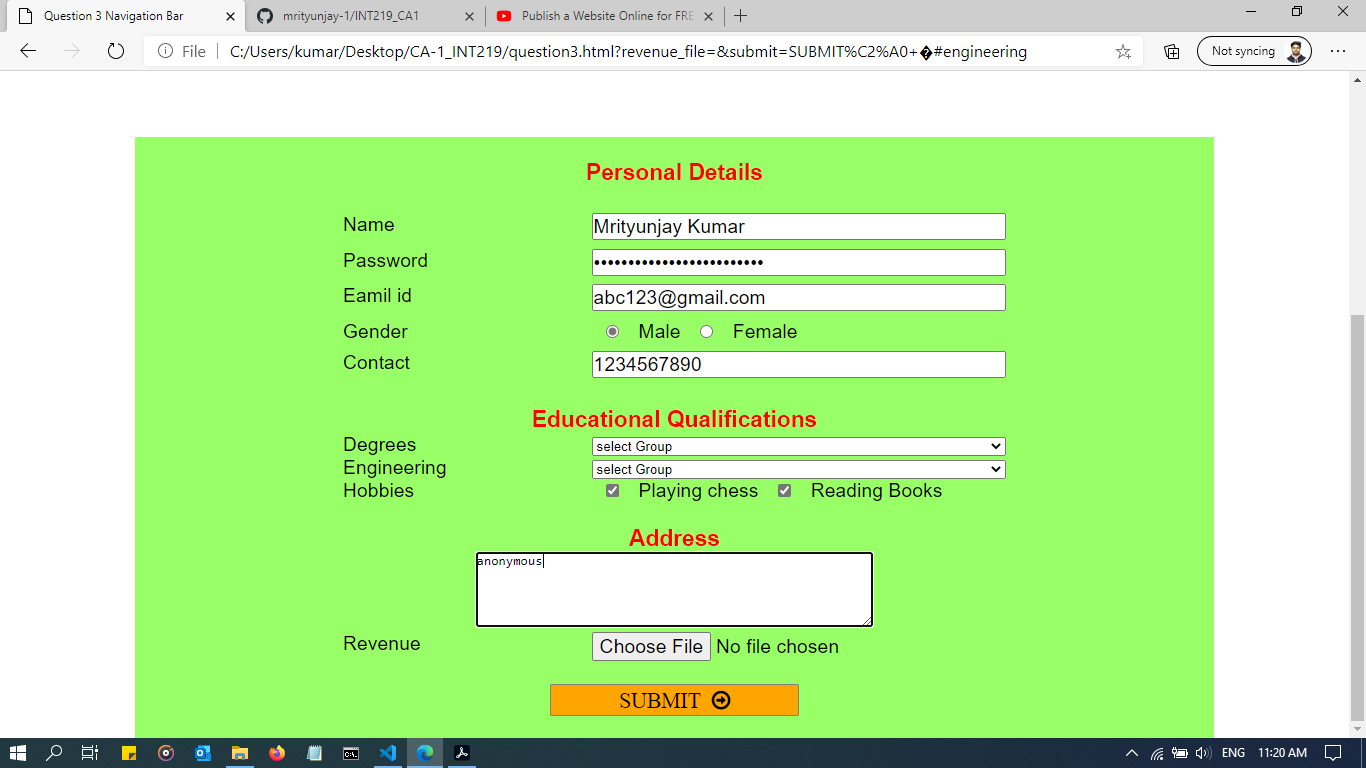 Question 3 Navigation Bar
mrityunjay-1/INT219_CA1
Publish a Website Online for FRE
File
C:/Users/kumar/Desktop/CA-1_INT219/question3.html?revenue_file=&submit=SUBMIT%C2%A0+�#engineering
Not syncing
Personal Details
Name Mrityunjay Kumar
Password •••••••••••••••••••••••••
Eamil id abc123@gmail.com
Gender Male Female
Contact 1234567890
Educational Qualifications
Degrees select Group
Engineering select Group
Hobbies Playing chess Reading Books
Address
anonymous
Revenue Choose File No file chosen
SUBMIT
ENG 11:20 AM